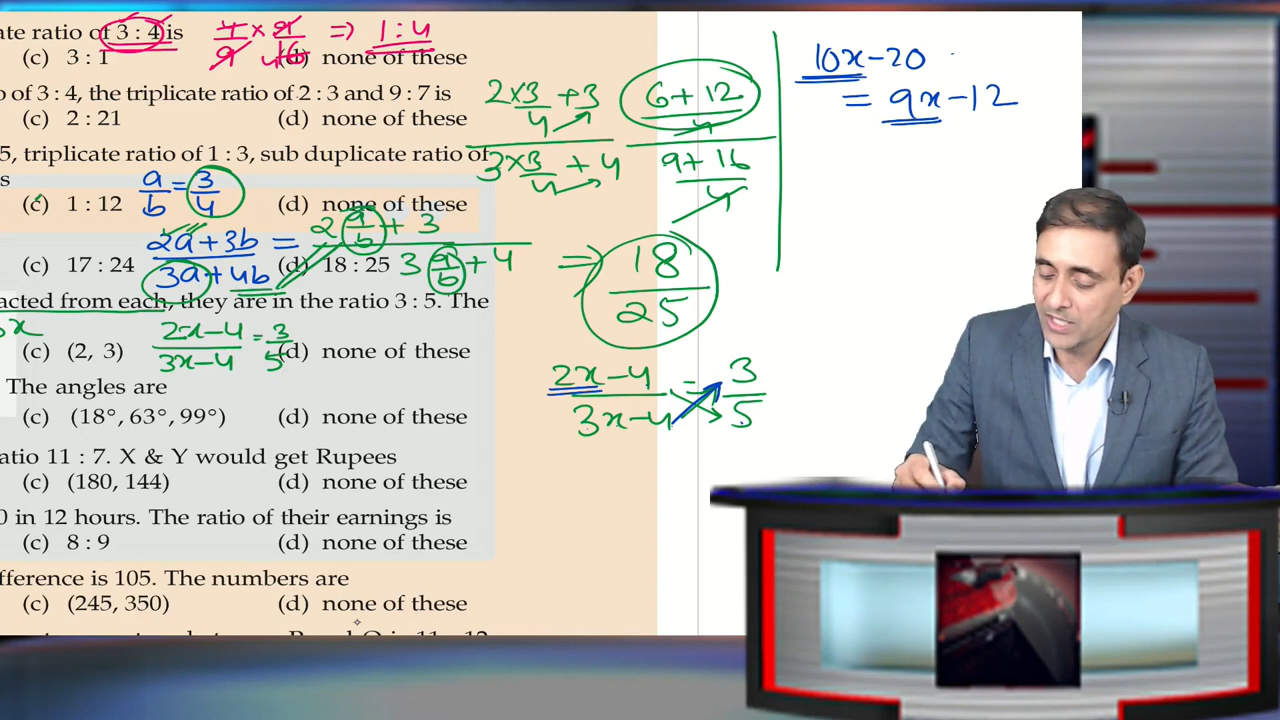 ate ratio of 3 : 4 is
(c) 3 : 1 (d) none of these
o of 3 : 4, the triplicate ratio of 2 : 3 and 9 : 7 is
(c) 2 : 21 (d) none of these
5, triplicate ratio of 1 : 3, sub duplicate ratio of
s
(c) 1 : 12 (d) none of these
(c) 17 : 24 (d) 18 : 25
acted from each, they are in the ratio 3 : 5. The
(c) (2, 3) (d) none of these
. The angles are
(c) (18°, 63°, 99°) (d) none of these
atio 11 : 7. X & Y would get Rupees
(c) (180, 144) (d) none of these
0 in 12 hours. The ratio of their earnings is
(c) 8 : 9 (d) none of these
ifference is 105. The numbers are
(c) (245, 350) (d) none of these
⇒ 1 : 4
a/b = 3/4
2a + 3b / 3a + 4b = 2 a/b + 3 / 3 a/b + 4
2 × 3/4 + 3 / 3 × 3/4 + 4
6 + 12 / 4
9 + 16 / 4
⇒ 18/25
2x - 4 / 3x - 4 = 3/5
2x - 4 / 3x - 4 = 3/5
10x - 20
= 9x - 12